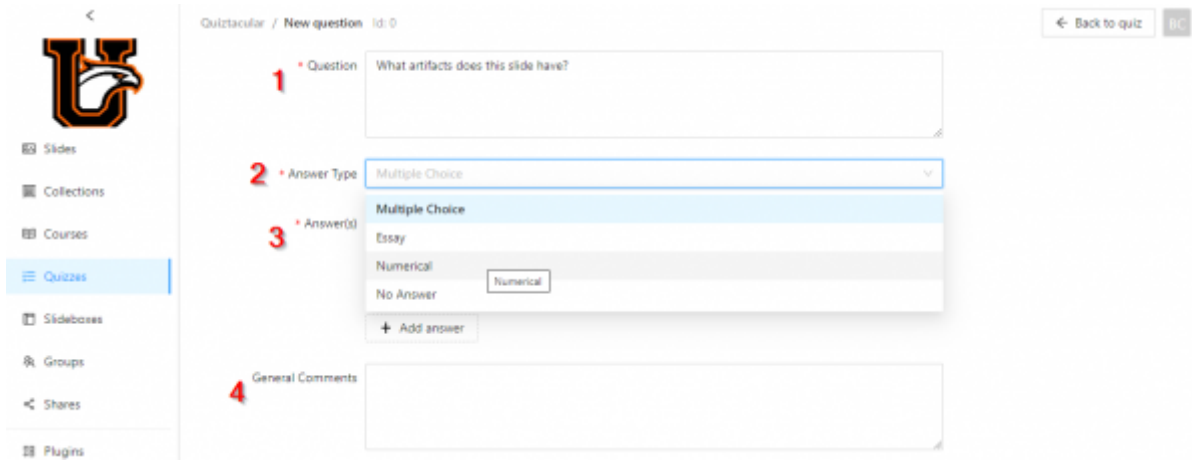 Quiztacular / New question Id: 0
← Back to quiz
BC
U
Slides
Collections
Courses
Quizzes
Slideboxes
Groups
Shares
Plugins
1 * Question What artifacts does this slide have?
2 * Answer Type Multiple Choice
Multiple Choice
3 * Answer(s)
Essay
Numerical
Numerical
No Answer
+ Add answer
4 General Comments